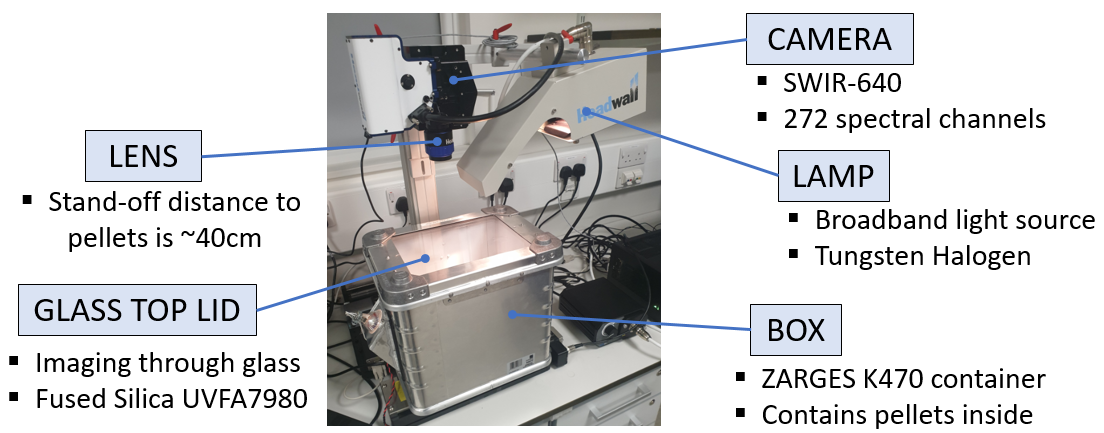 CAMERA
▪ SWIR-640
▪ 272 spectral channels
LENS
▪ Stand-off distance to
pellets is ~40cm
LAMP
▪ Broadband light source
▪ Tungsten Halogen
GLASS TOP LID
▪ Imaging through glass
▪ Fused Silica UVFA7980
BOX
▪ ZARGES K470 container
▪ Contains pellets inside
Headwall